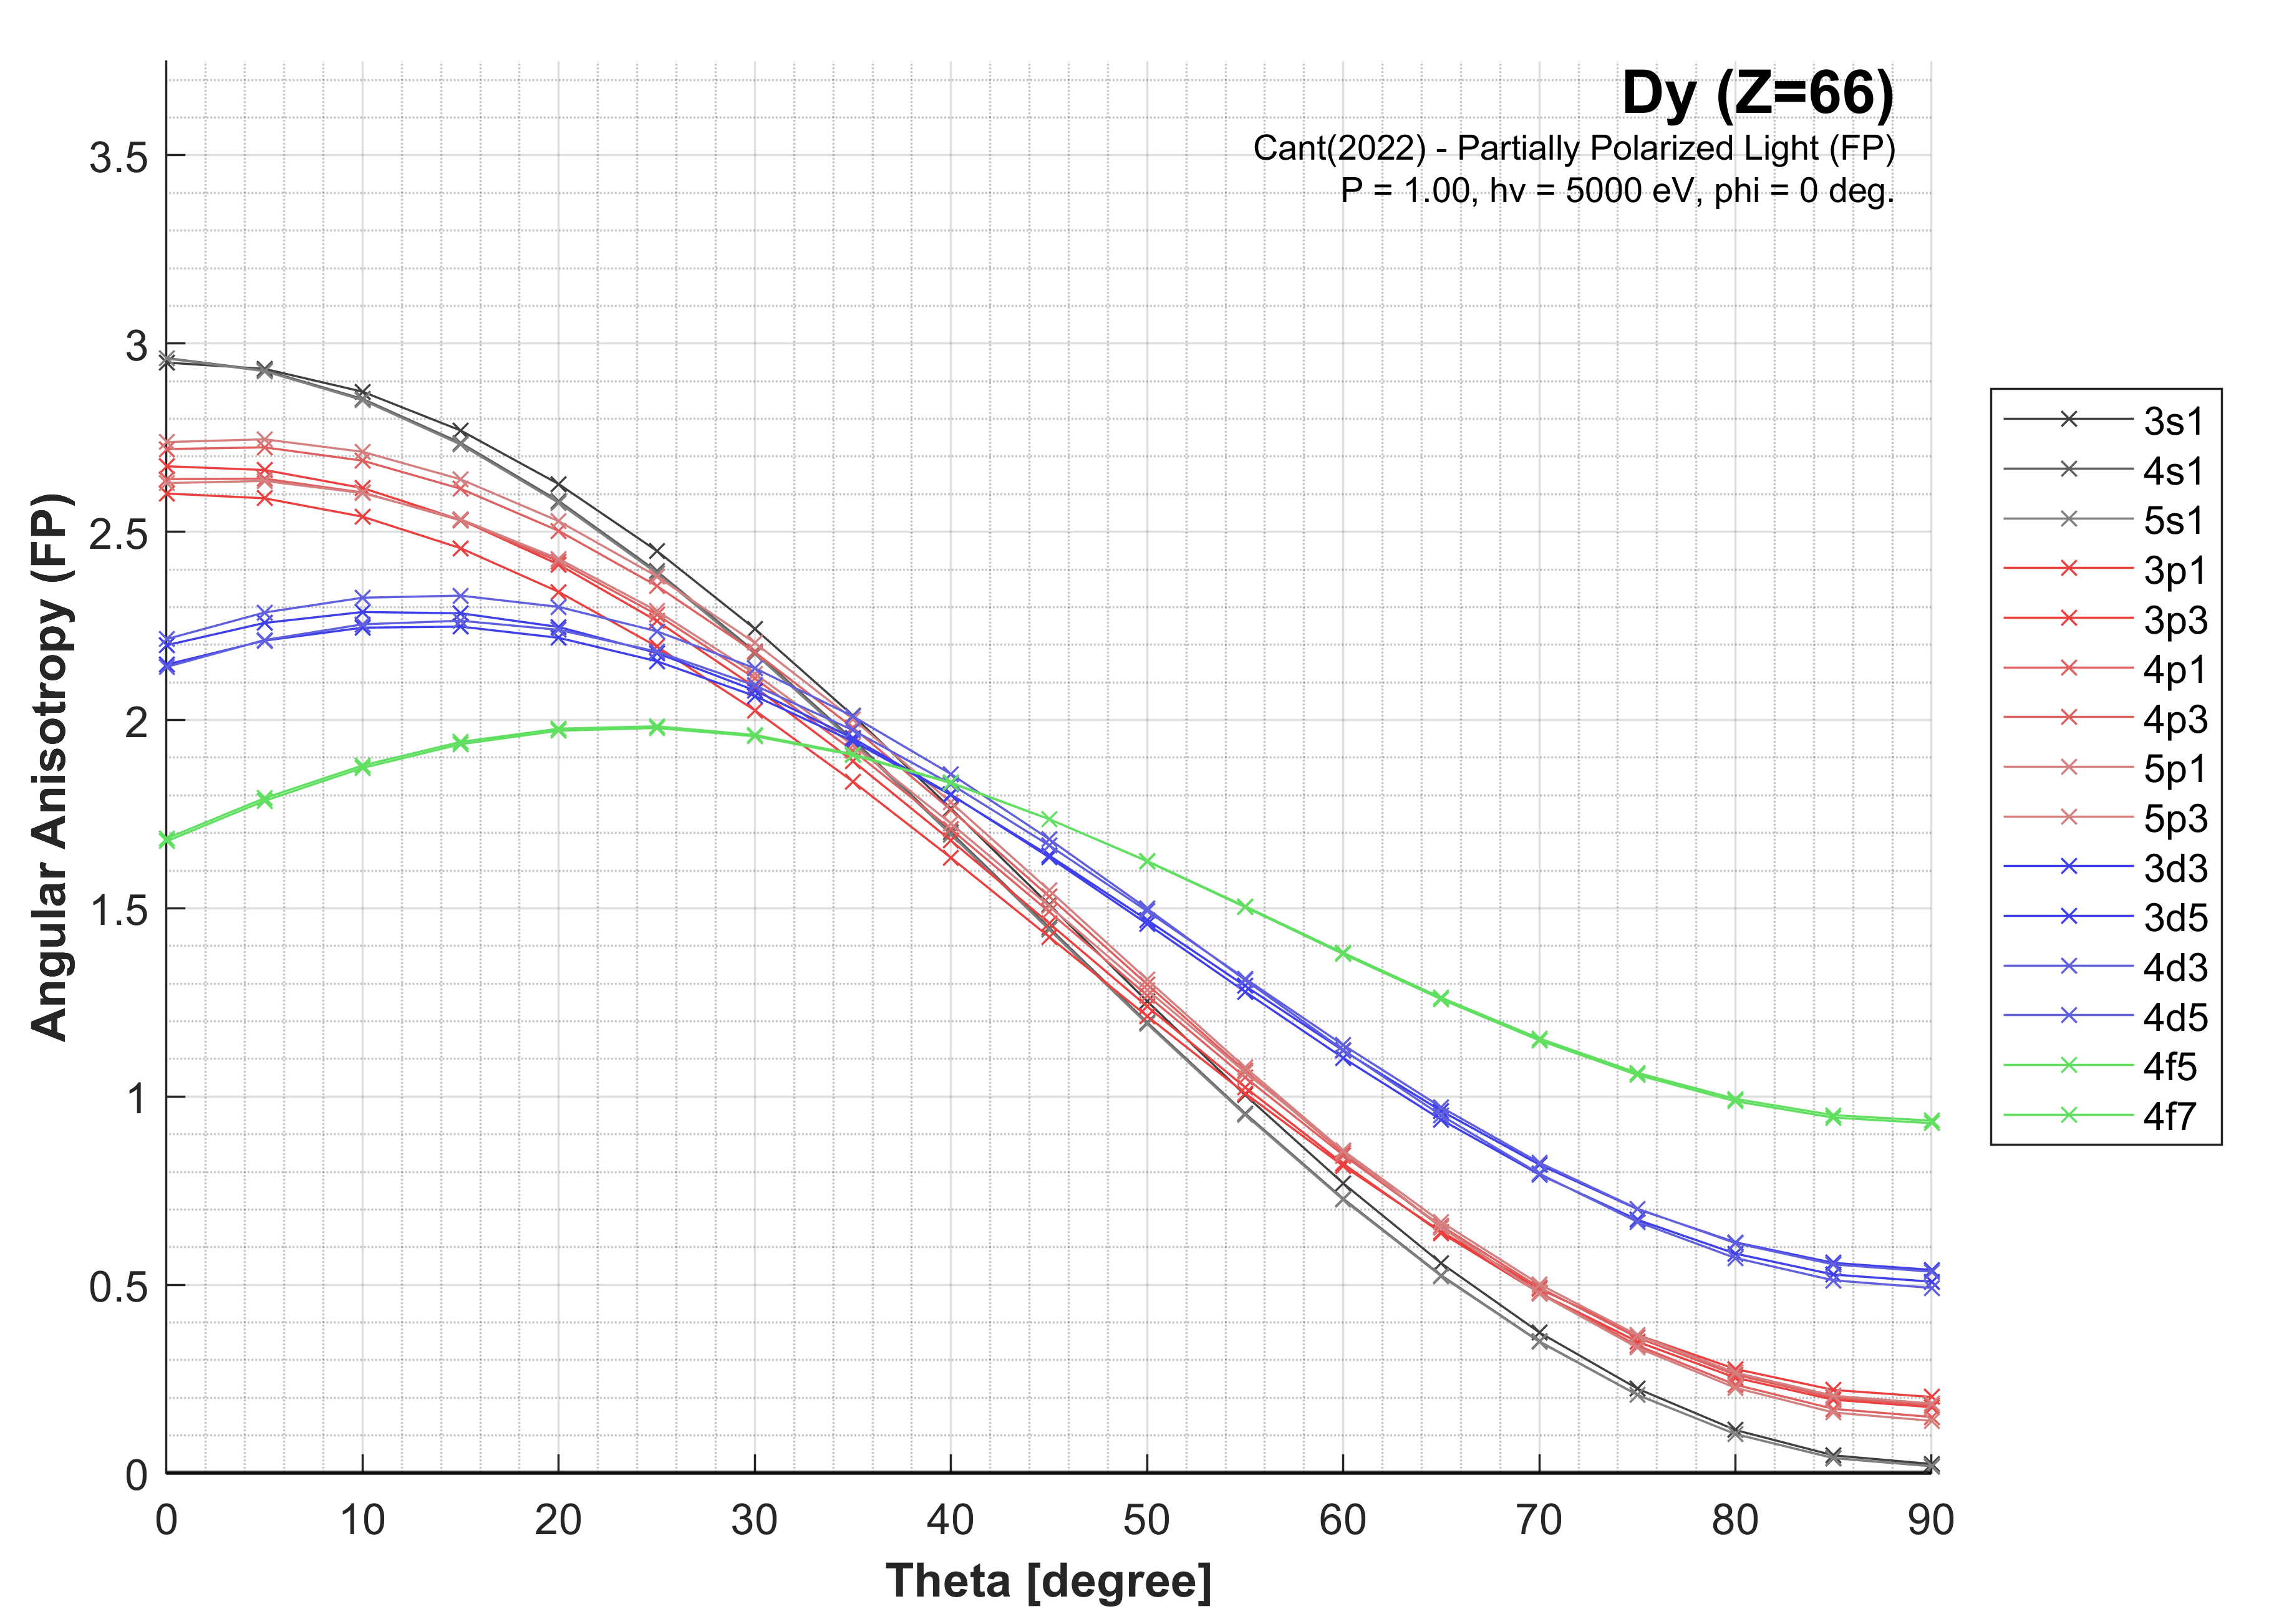 Dy (Z=66)
Cant(2022) - Partially Polarized Light (FP)
P = 1.00, hv = 5000 eV, phi = 0 deg.
Angular Anisotropy (FP)
3.5
3
2.5
2
1.5
1
0.5
0
0 10 20 30 40 50 60 70 80 90
Theta [degree]
3s1
4s1
5s1
3p1
3p3
4p1
4p3
5p1
5p3
3d3
3d5
4d3
4d5
4f5
4f7